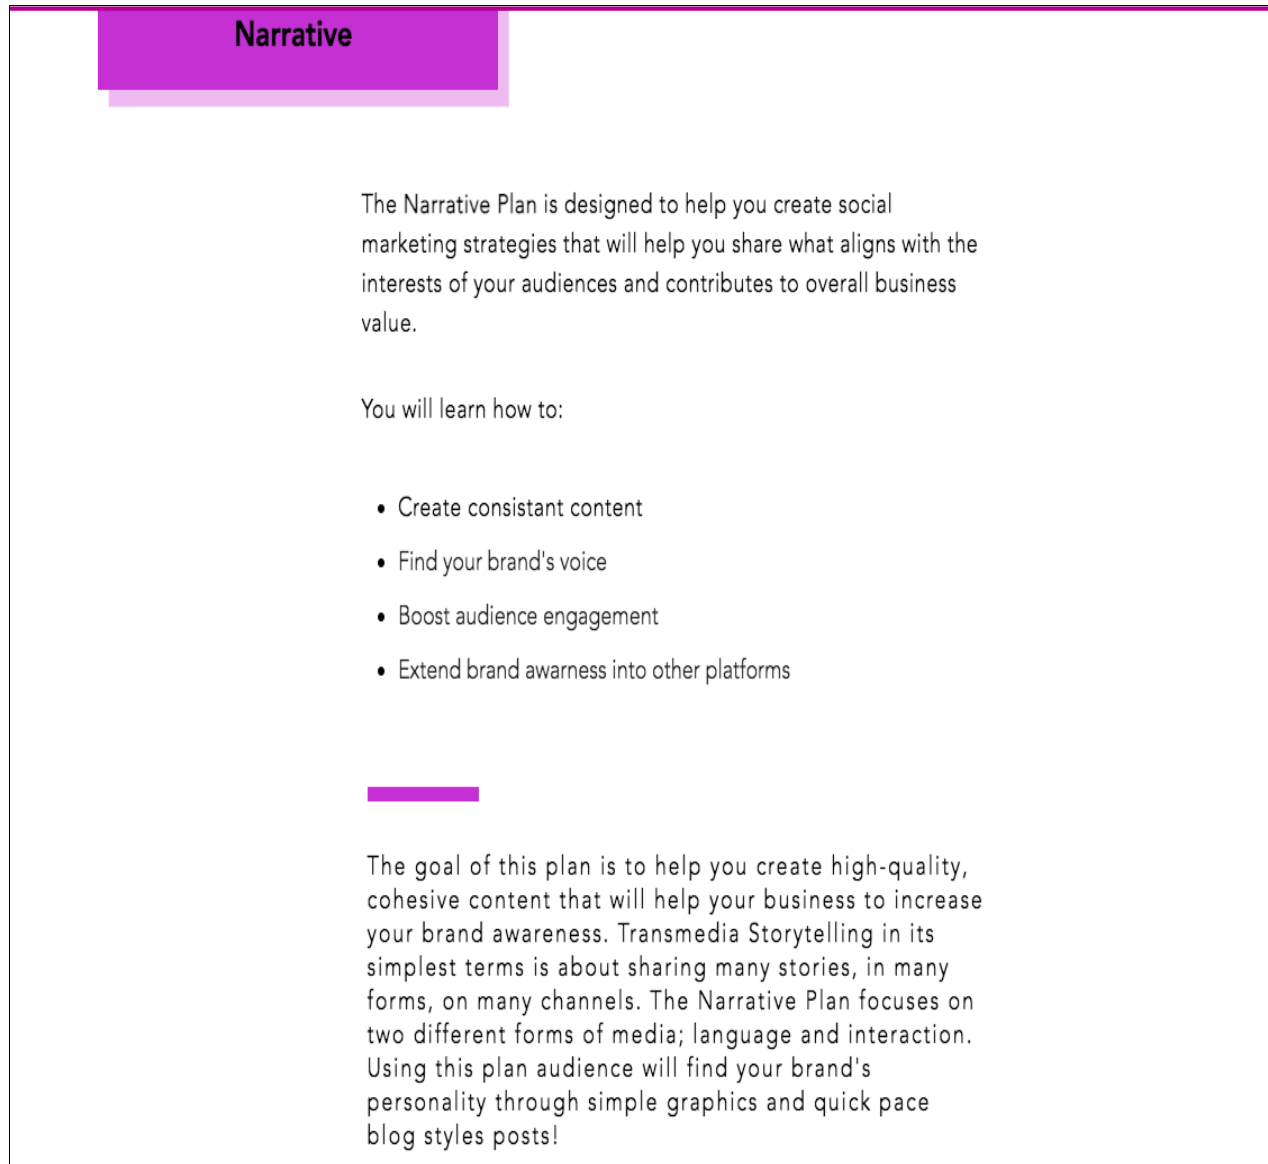 Narrative
The Narrative Plan is designed to help you create social
marketing strategies that will help you share what aligns with the
interests of your audiences and contributes to overall business
value.
You will learn how to:
• Create consistant content
• Find your brand's voice
• Boost audience engagement
• Extend brand awarness into other platforms
The goal of this plan is to help you create high-quality,
cohesive content that will help your business to increase
your brand awareness. Transmedia Storytelling in its
simplest terms is about sharing many stories, in many
forms, on many channels. The Narrative Plan focuses on
two different forms of media; language and interaction.
Using this plan audience will find your brand's
personality through simple graphics and quick pace
blog styles posts!